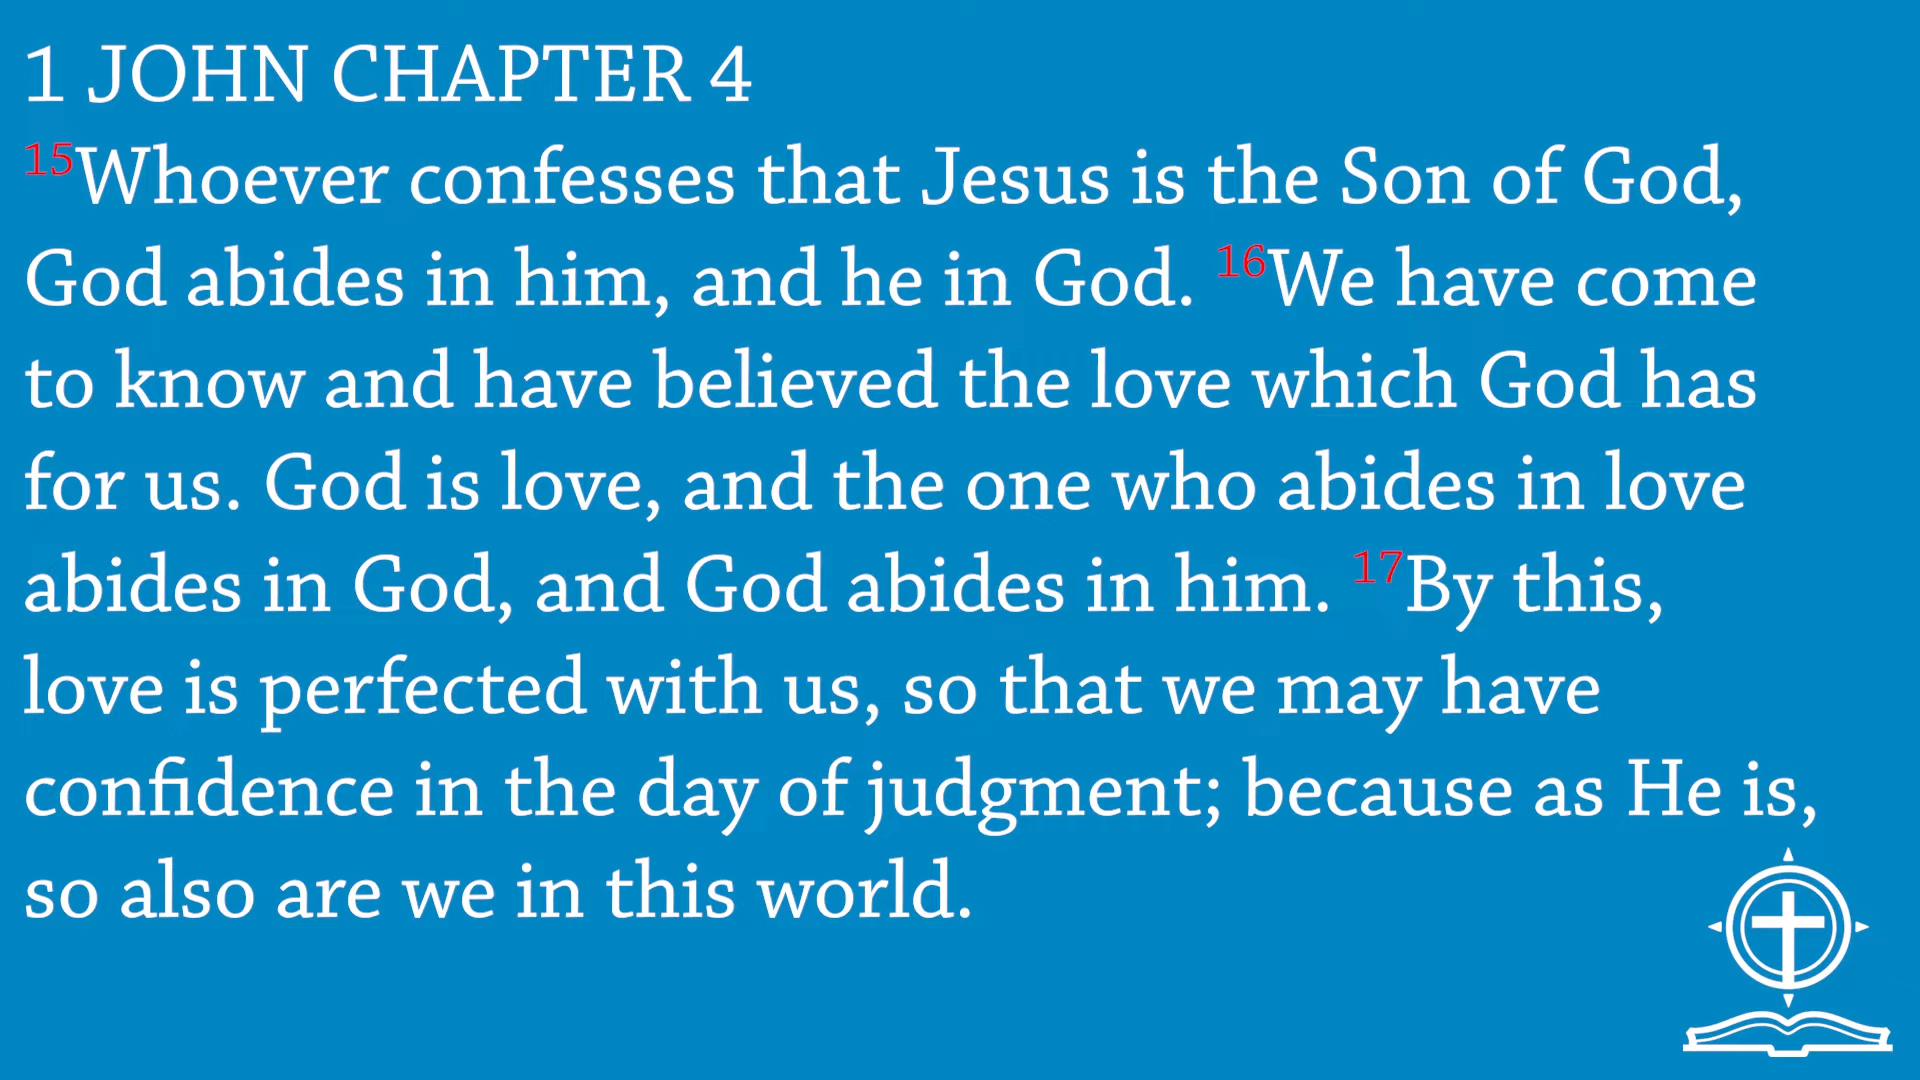 1 JOHN CHAPTER 4
15Whoever confesses that Jesus is the Son of God,
God abides in him, and he in God. 16We have come
to know and have believed the love which God has
for us. God is love, and the one who abides in love
abides in God, and God abides in him. 17By this,
love is perfected with us, so that we may have
confidence in the day of judgment; because as He is,
so also are we in this world.